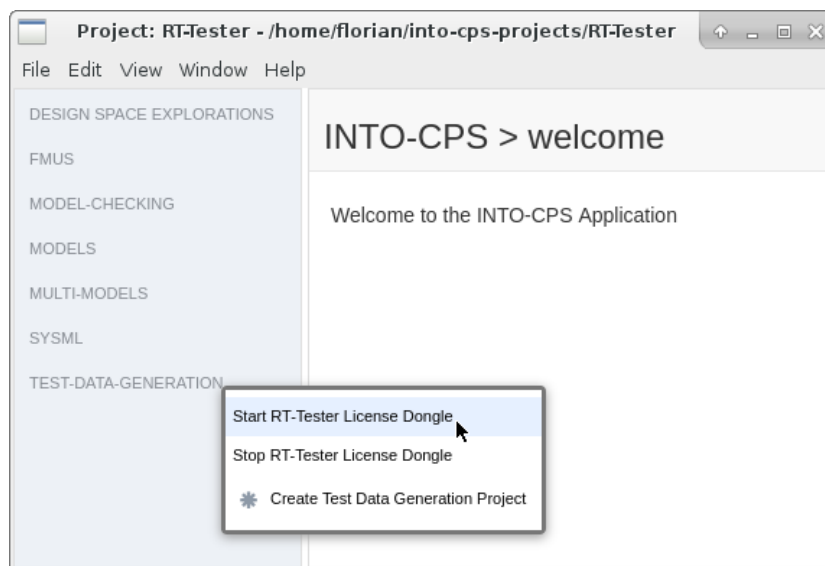 Project: RT-Tester - /home/florian/into-cps-projects/RT-Tester
File Edit View Window Help
DESIGN SPACE EXPLORATIONS
FMUS
MODEL-CHECKING
MODELS
MULTI-MODELS
SYSML
TEST-DATA-GENERATION
INTO-CPS > welcome
Welcome to the INTO-CPS Application
Start RT-Tester License Dongle
Stop RT-Tester License Dongle
Create Test Data Generation Project